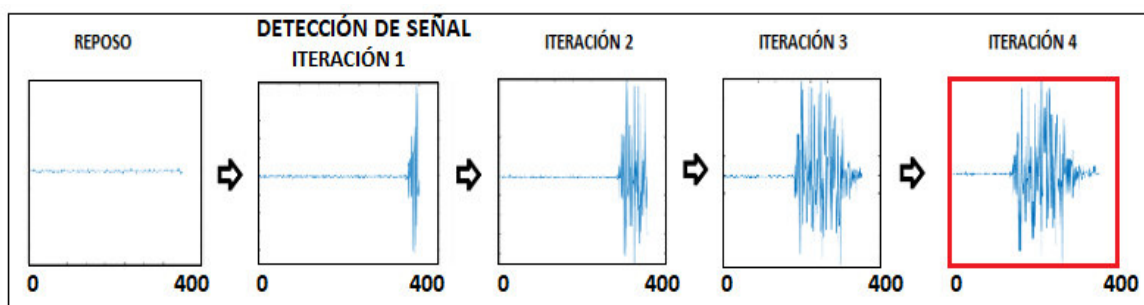 REPOSO
DETECCIÓN DE SEÑAL
ITERACIÓN 1
ITERACIÓN 2
ITERACIÓN 3
ITERACIÓN 4
0 400
0 400
0 400
0 400
0 400